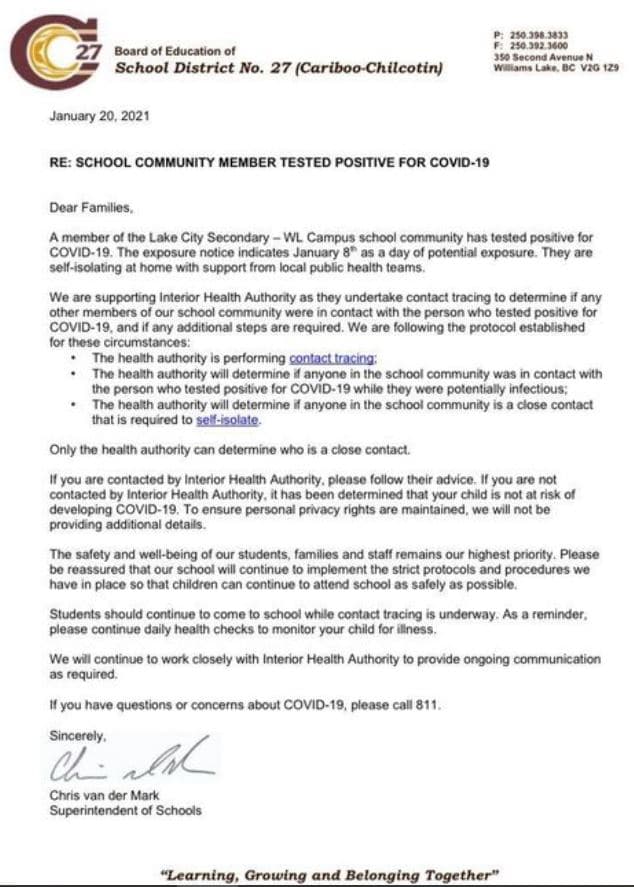 27
Board of Education of
School District No. 27 (Cariboo-Chilcotin)
P: 250.398.3833
F: 250.392.3600
350 Second Avenue N
Williams Lake, BC V2G 1Z9
January 20, 2021
RE: SCHOOL COMMUNITY MEMBER TESTED POSITIVE FOR COVID-19
Dear Families,
A member of the Lake City Secondary – WL Campus school community has tested positive for
COVID-19. The exposure notice indicates January 8th as a day of potential exposure. They are
self-isolating at home with support from local public health teams.
We are supporting Interior Health Authority as they undertake contact tracing to determine if any
other members of our school community were in contact with the person who tested positive for
COVID-19, and if any additional steps are required. We are following the protocol established
for these circumstances:
• The health authority is performing contact tracing;
• The health authority will determine if anyone in the school community was in contact with
the person who tested positive for COVID-19 while they were potentially infectious;
• The health authority will determine if anyone in the school community is a close contact
that is required to self-isolate.
Only the health authority can determine who is a close contact.
If you are contacted by Interior Health Authority, please follow their advice. If you are not
contacted by Interior Health Authority, it has been determined that your child is not at risk of
developing COVID-19. To ensure personal privacy rights are maintained, we will not be
providing additional details.
The safety and well-being of our students, families and staff remains our highest priority. Please
be reassured that our school will continue to implement the strict protocols and procedures we
have in place so that children can continue to attend school as safely as possible.
Students should continue to come to school while contact tracing is underway. As a reminder,
please continue daily health checks to monitor your child for illness.
We will continue to work closely with Interior Health Authority to provide ongoing communication
as required.
If you have questions or concerns about COVID-19, please call 811.
Sincerely,
Chris van der Mark
Superintendent of Schools
"Learning, Growing and Belonging Together"